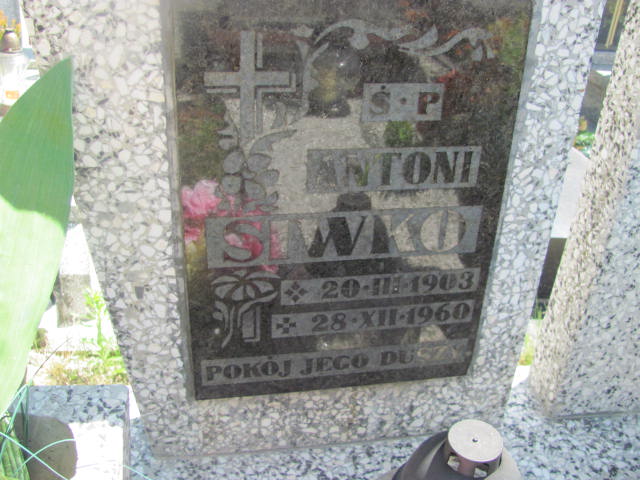 Ś·P
ANTONI
SIWKO
20·III·1903
28·XII·1960
POKÓJ JEGO DUSZY